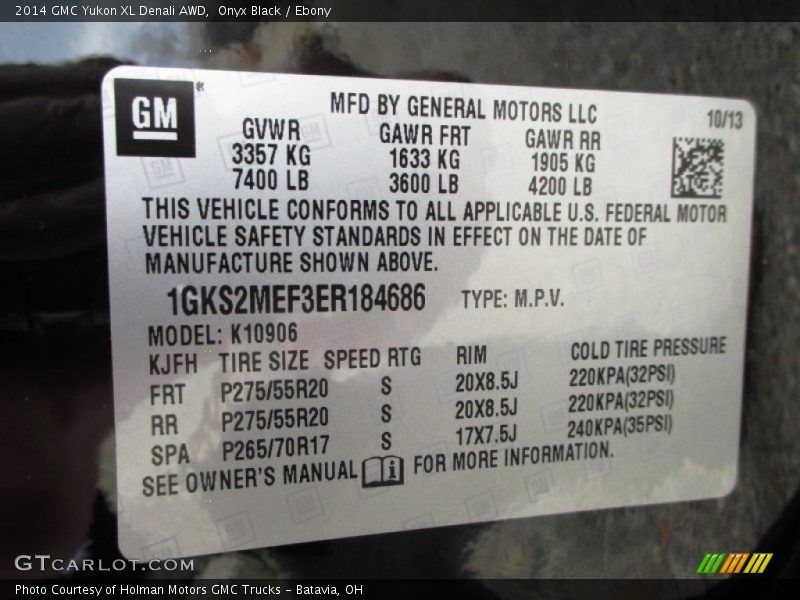 2014 GMC Yukon XL Denali AWD,  Onyx Black / Ebony
GM
MFD BY GENERAL MOTORS LLC
10/13
GVWR GAWR FRT GAWR RR
3357 KG 1633 KG 1905 KG
7400 LB 3600 LB 4200 LB
THIS VEHICLE CONFORMS TO ALL APPLICABLE U.S. FEDERAL MOTOR
VEHICLE SAFETY STANDARDS IN EFFECT ON THE DATE OF
MANUFACTURE SHOWN ABOVE.
1GKS2MEF3ER184686 TYPE: M.P.V.
MODEL: K10906
KJFH TIRE SIZE SPEED RTG RIM COLD TIRE PRESSURE
FRT P275/55R20 S 20X8.5J 220KPA(32PSI)
RR P275/55R20 S 20X8.5J 220KPA(32PSI)
SPA P265/70R17 S 17X7.5J 240KPA(35PSI)
SEE OWNER'S MANUAL FOR MORE INFORMATION.
GTCARLOT.COM
Photo Courtesy of Holman Motors GMC Trucks - Batavia, OH